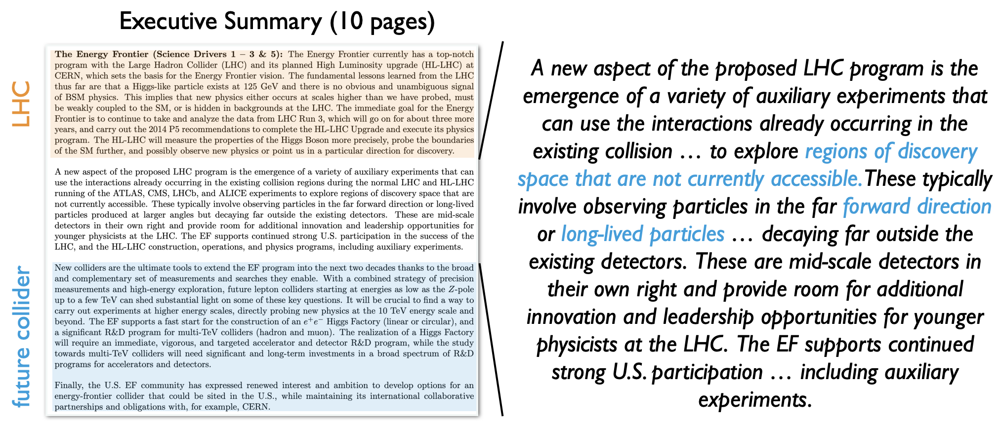 Executive Summary (10 pages)
LHC
The Energy Frontier (Science Drivers 1 – 3 & 5): The Energy Frontier currently has a top-notch
program with the Large Hadron Collider (LHC) and its planned High Luminosity upgrade (HL-LHC) at
CERN, which sets the basis for the Energy Frontier vision. The fundamental lessons learned from the LHC
thus far are that a Higgs-like particle exists at 125 GeV and there is no obvious and unambiguous signal
of BSM physics. This implies that new physics either occurs at scales higher than we have probed, must
be weakly coupled to the SM, or is hidden in backgrounds at the LHC. The immediate goal for the Energy
Frontier is to continue to take and analyze the data from LHC Run 3, which will go on for about three more
years, and carry out the 2014 P5 recommendations to complete the HL-LHC Upgrade and execute its physics
program. The HL-LHC will measure the properties of the Higgs Boson more precisely, probe the boundaries
of the SM further, and possibly observe new physics or point us in a particular direction for discovery.
A new aspect of the proposed LHC program is the emergence of a variety of auxiliary experiments that can
use the interactions already occurring in the existing collision regions during the normal LHC and HL-LHC
running of the ATLAS, CMS, LHCb, and ALICE experiments to explore regions of discovery space that are
not currently accessible. These typically involve observing particles in the far forward direction or long-lived
particles produced at larger angles but decaying far outside the existing detectors. These are mid-scale
detectors in their own right and provide room for additional innovation and leadership opportunities for
younger physicists at the LHC. The EF supports continued strong U.S. participation in the success of the
LHC, and the HL-LHC construction, operations, and physics programs, including auxiliary experiments.
future collider
New colliders are the ultimate tools to extend the EF program into the next two decades thanks to the broad
and complementary set of measurements and searches they enable. With a combined strategy of precision
measurements and high-energy exploration, future lepton colliders starting at energies as low as the Z-pole
up to a few TeV can shed substantial light on some of these key questions. It will be crucial to find a way to
carry out experiments at higher energy scales, directly probing new physics at the 10 TeV energy scale and
beyond. The EF supports a fast start for the construction of an e⁺e⁻ Higgs Factory (linear or circular), and
a significant R&D program for multi-TeV colliders (hadron and muon). The realization of a Higgs Factory
will require an immediate, vigorous, and targeted accelerator and detector R&D program, while the study
towards multi-TeV colliders will need significant and long-term investments in a broad spectrum of R&D
programs for accelerators and detectors.
Finally, the U.S. EF community has expressed renewed interest and ambition to develop options for an
energy-frontier collider that could be sited in the U.S., while maintaining its international collaborative
partnerships and obligations with, for example, CERN.
A new aspect of the proposed LHC program is the
emergence of a variety of auxiliary experiments that
can use the interactions already occurring in the
existing collision … to explore regions of discovery
space that are not currently accessible. These typically
involve observing particles in the far forward direction
or long-lived particles … decaying far outside the
existing detectors. These are mid-scale detectors in
their own right and provide room for additional
innovation and leadership opportunities for younger
physicists at the LHC. The EF supports continued
strong U.S. participation … including auxiliary
experiments.